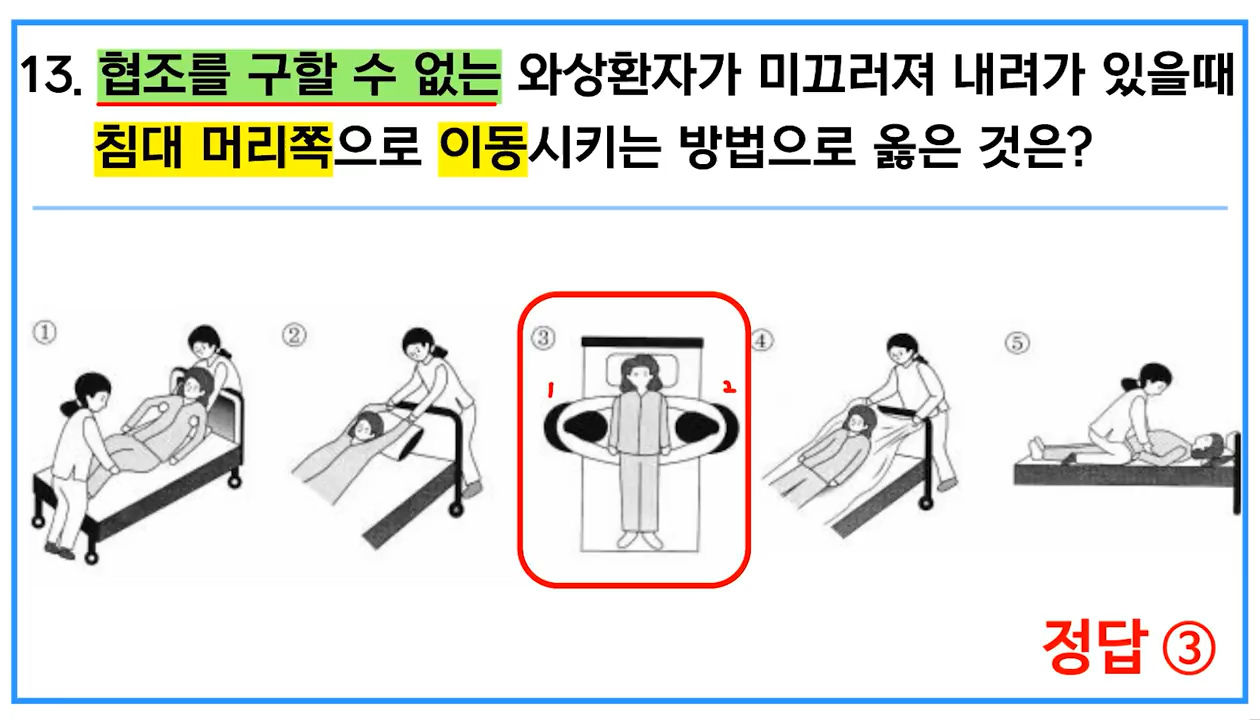 13. 협조를 구할 수 없는 와상환자가 미끄러져 내려가 있을때
침대 머리쪽으로 이동시키는 방법으로 옳은 것은?
① ② ③ ④ ⑤
1 2
정답 ③